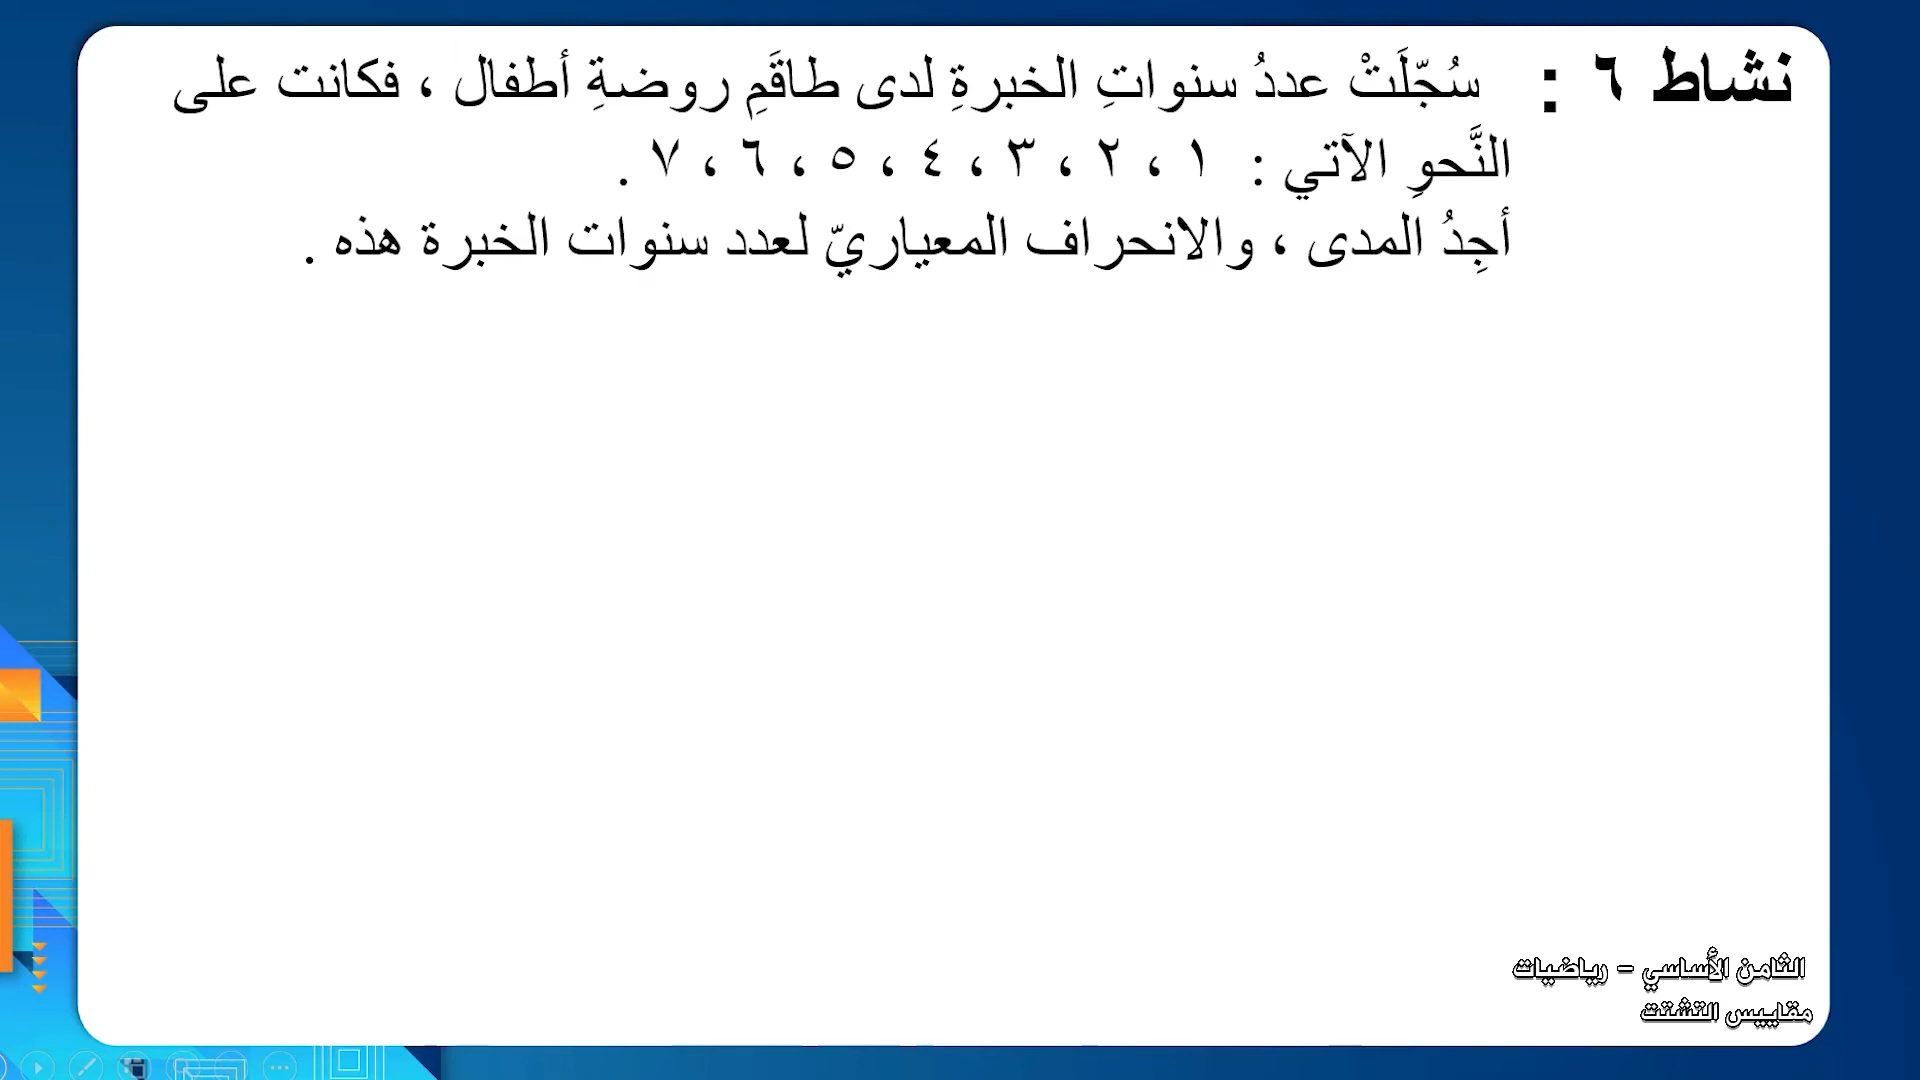 نشاط ٦ : سُجّلَتْ عددُ سنواتِ الخبرةِ لدى طاقَمِ روضةِ أطفال ، فكانت على
النَّحوِ الآتي : ١ ، ٢ ، ٣ ، ٤ ، ٥ ، ٦ ، ٧ .
أجِدُ المدى ، والانحراف المعياريّ لعدد سنوات الخبرة هذه .
الثامن الأساسي – رياضيات
مقاييس التشتت